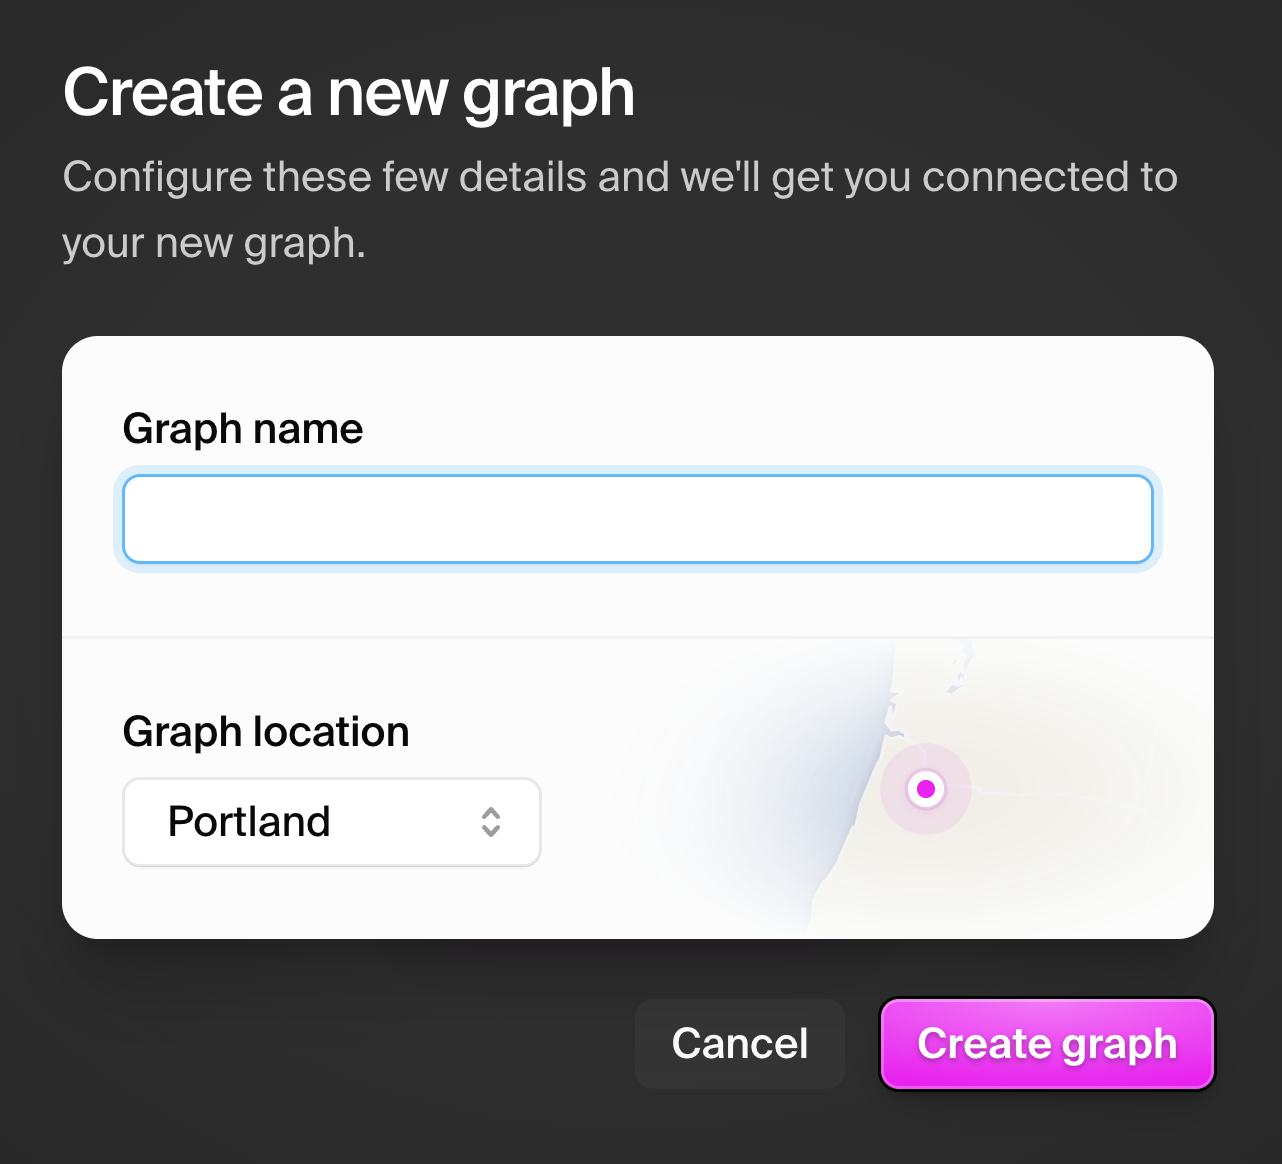 Create a new graph
Configure these few details and we'll get you connected to
your new graph.
Graph name
Graph location
Portland
Cancel
Create graph